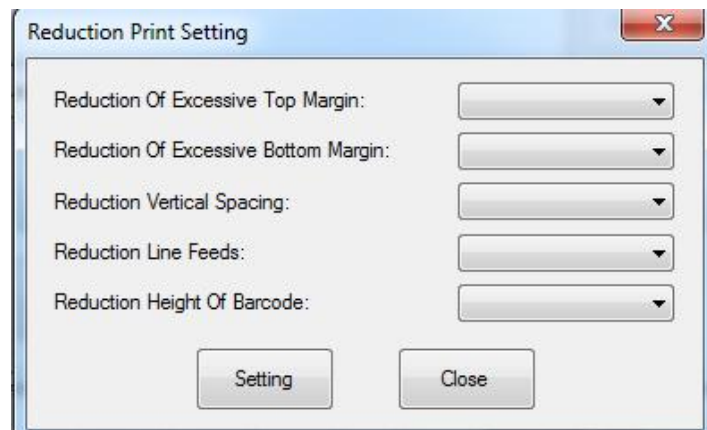 Reduction Print Setting
Reduction Of Excessive Top Margin:
Reduction Of Excessive Bottom Margin:
Reduction Vertical Spacing:
Reduction Line Feeds:
Reduction Height Of Barcode:
Setting Close